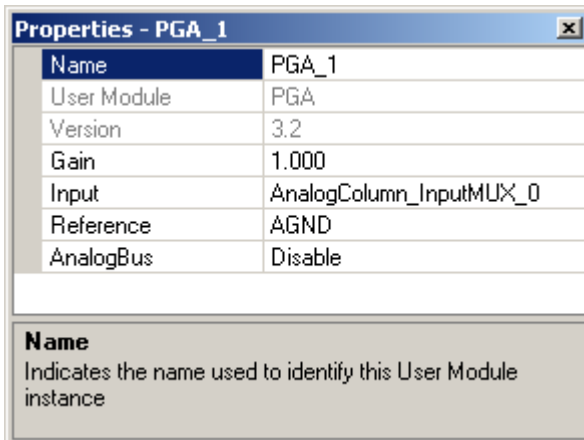 Properties - PGA_1
Name PGA_1
User Module PGA
Version 3.2
Gain 1.000
Input AnalogColumn_InputMUX_0
Reference AGND
AnalogBus Disable
Name
Indicates the name used to identify this User Module
instance